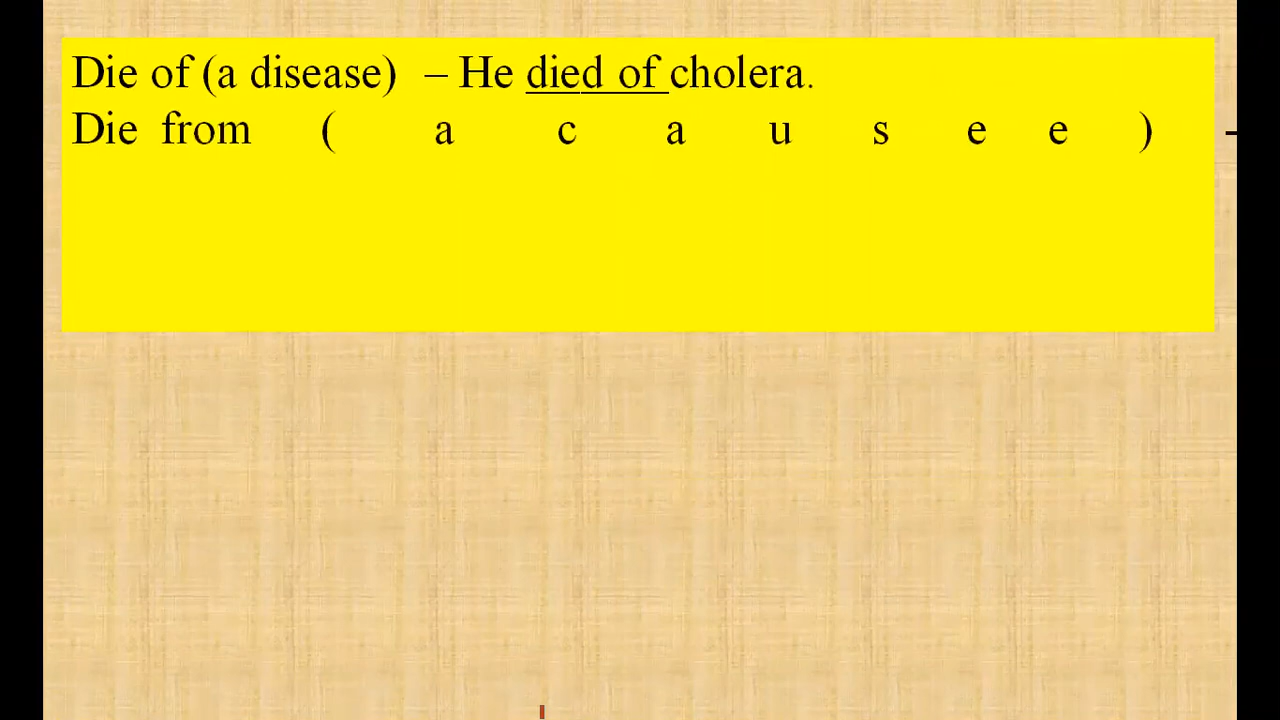 Die of (a disease) – He died of cholera.
Die from ( a c a u s e e ) -